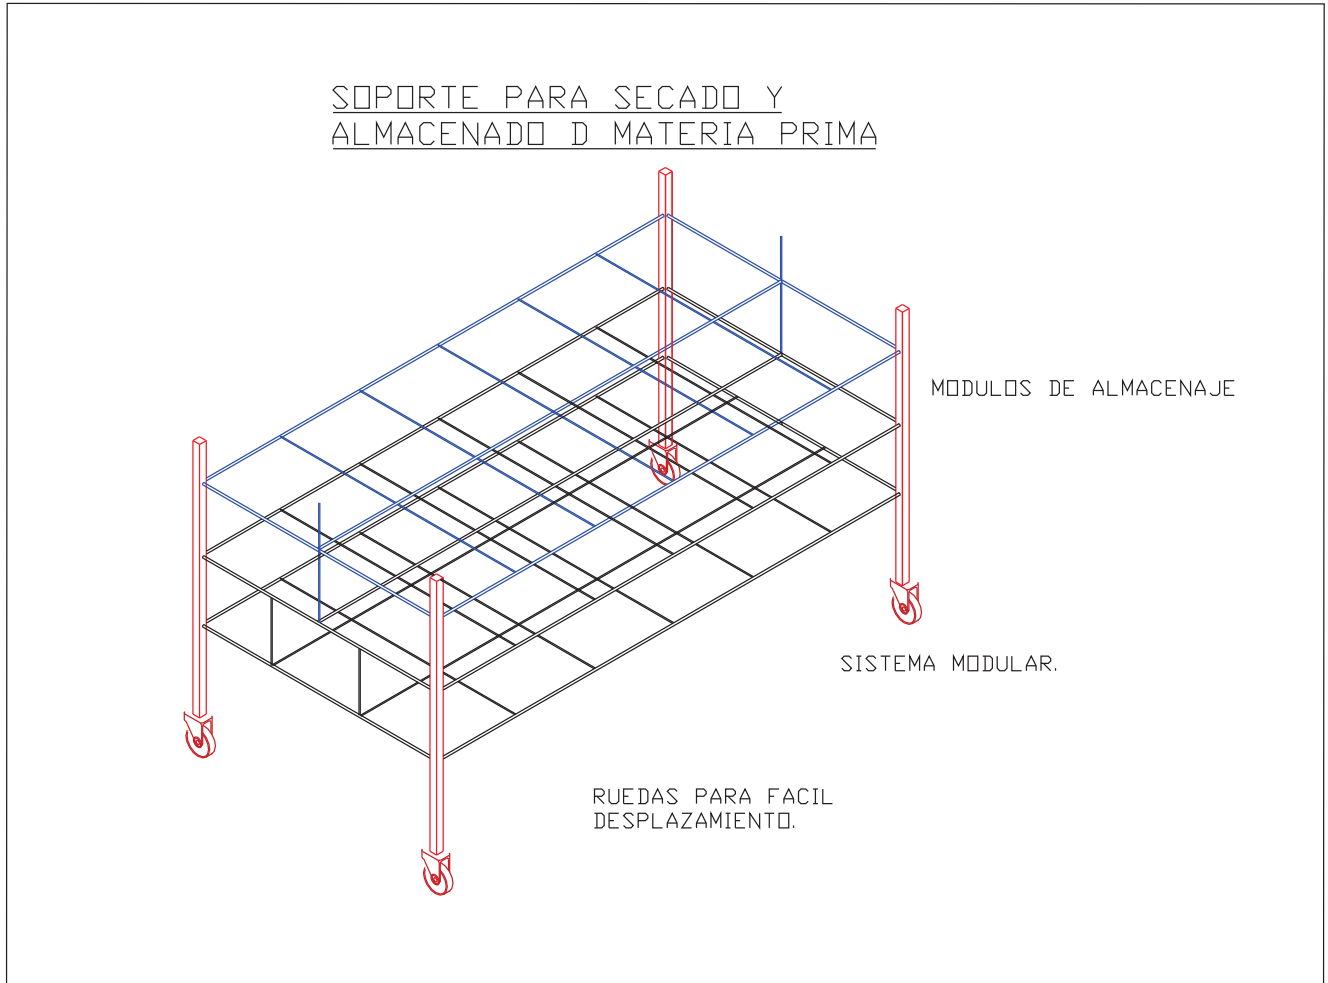 SOPORTE PARA SECADO Y
ALMACENADO D MATERIA PRIMA
MODULOS DE ALMACENAJE
SISTEMA MODULAR.
RUEDAS PARA FACIL
DESPLAZAMIENTO.